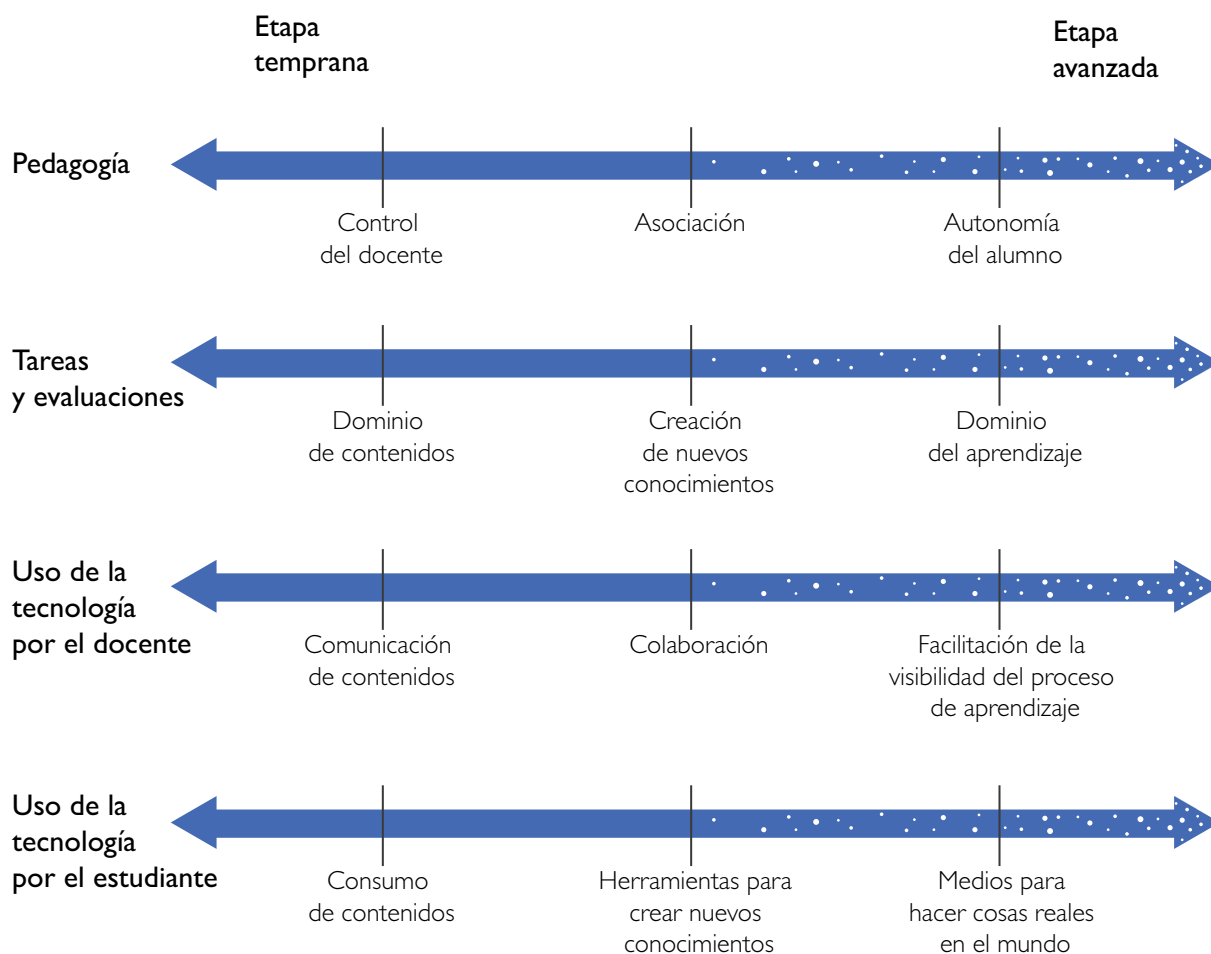 Etapa
temprana
Etapa
avanzada
Pedagogía
Control
del docente
Asociación
Autonomía
del alumno
Tareas
y evaluaciones
Dominio
de contenidos
Creación
de nuevos
conocimientos
Dominio
del aprendizaje
Uso de la
tecnología
por el docente
Comunicación
de contenidos
Colaboración
Facilitación de la
visibilidad del proceso
de aprendizaje
Uso de la
tecnología
por el estudiante
Consumo
de contenidos
Herramientas para
crear nuevos
conocimientos
Medios para
hacer cosas reales
en el mundo